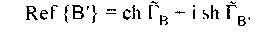 Ref {B'} = ch Γ̃_B – i sh Γ̃_B,